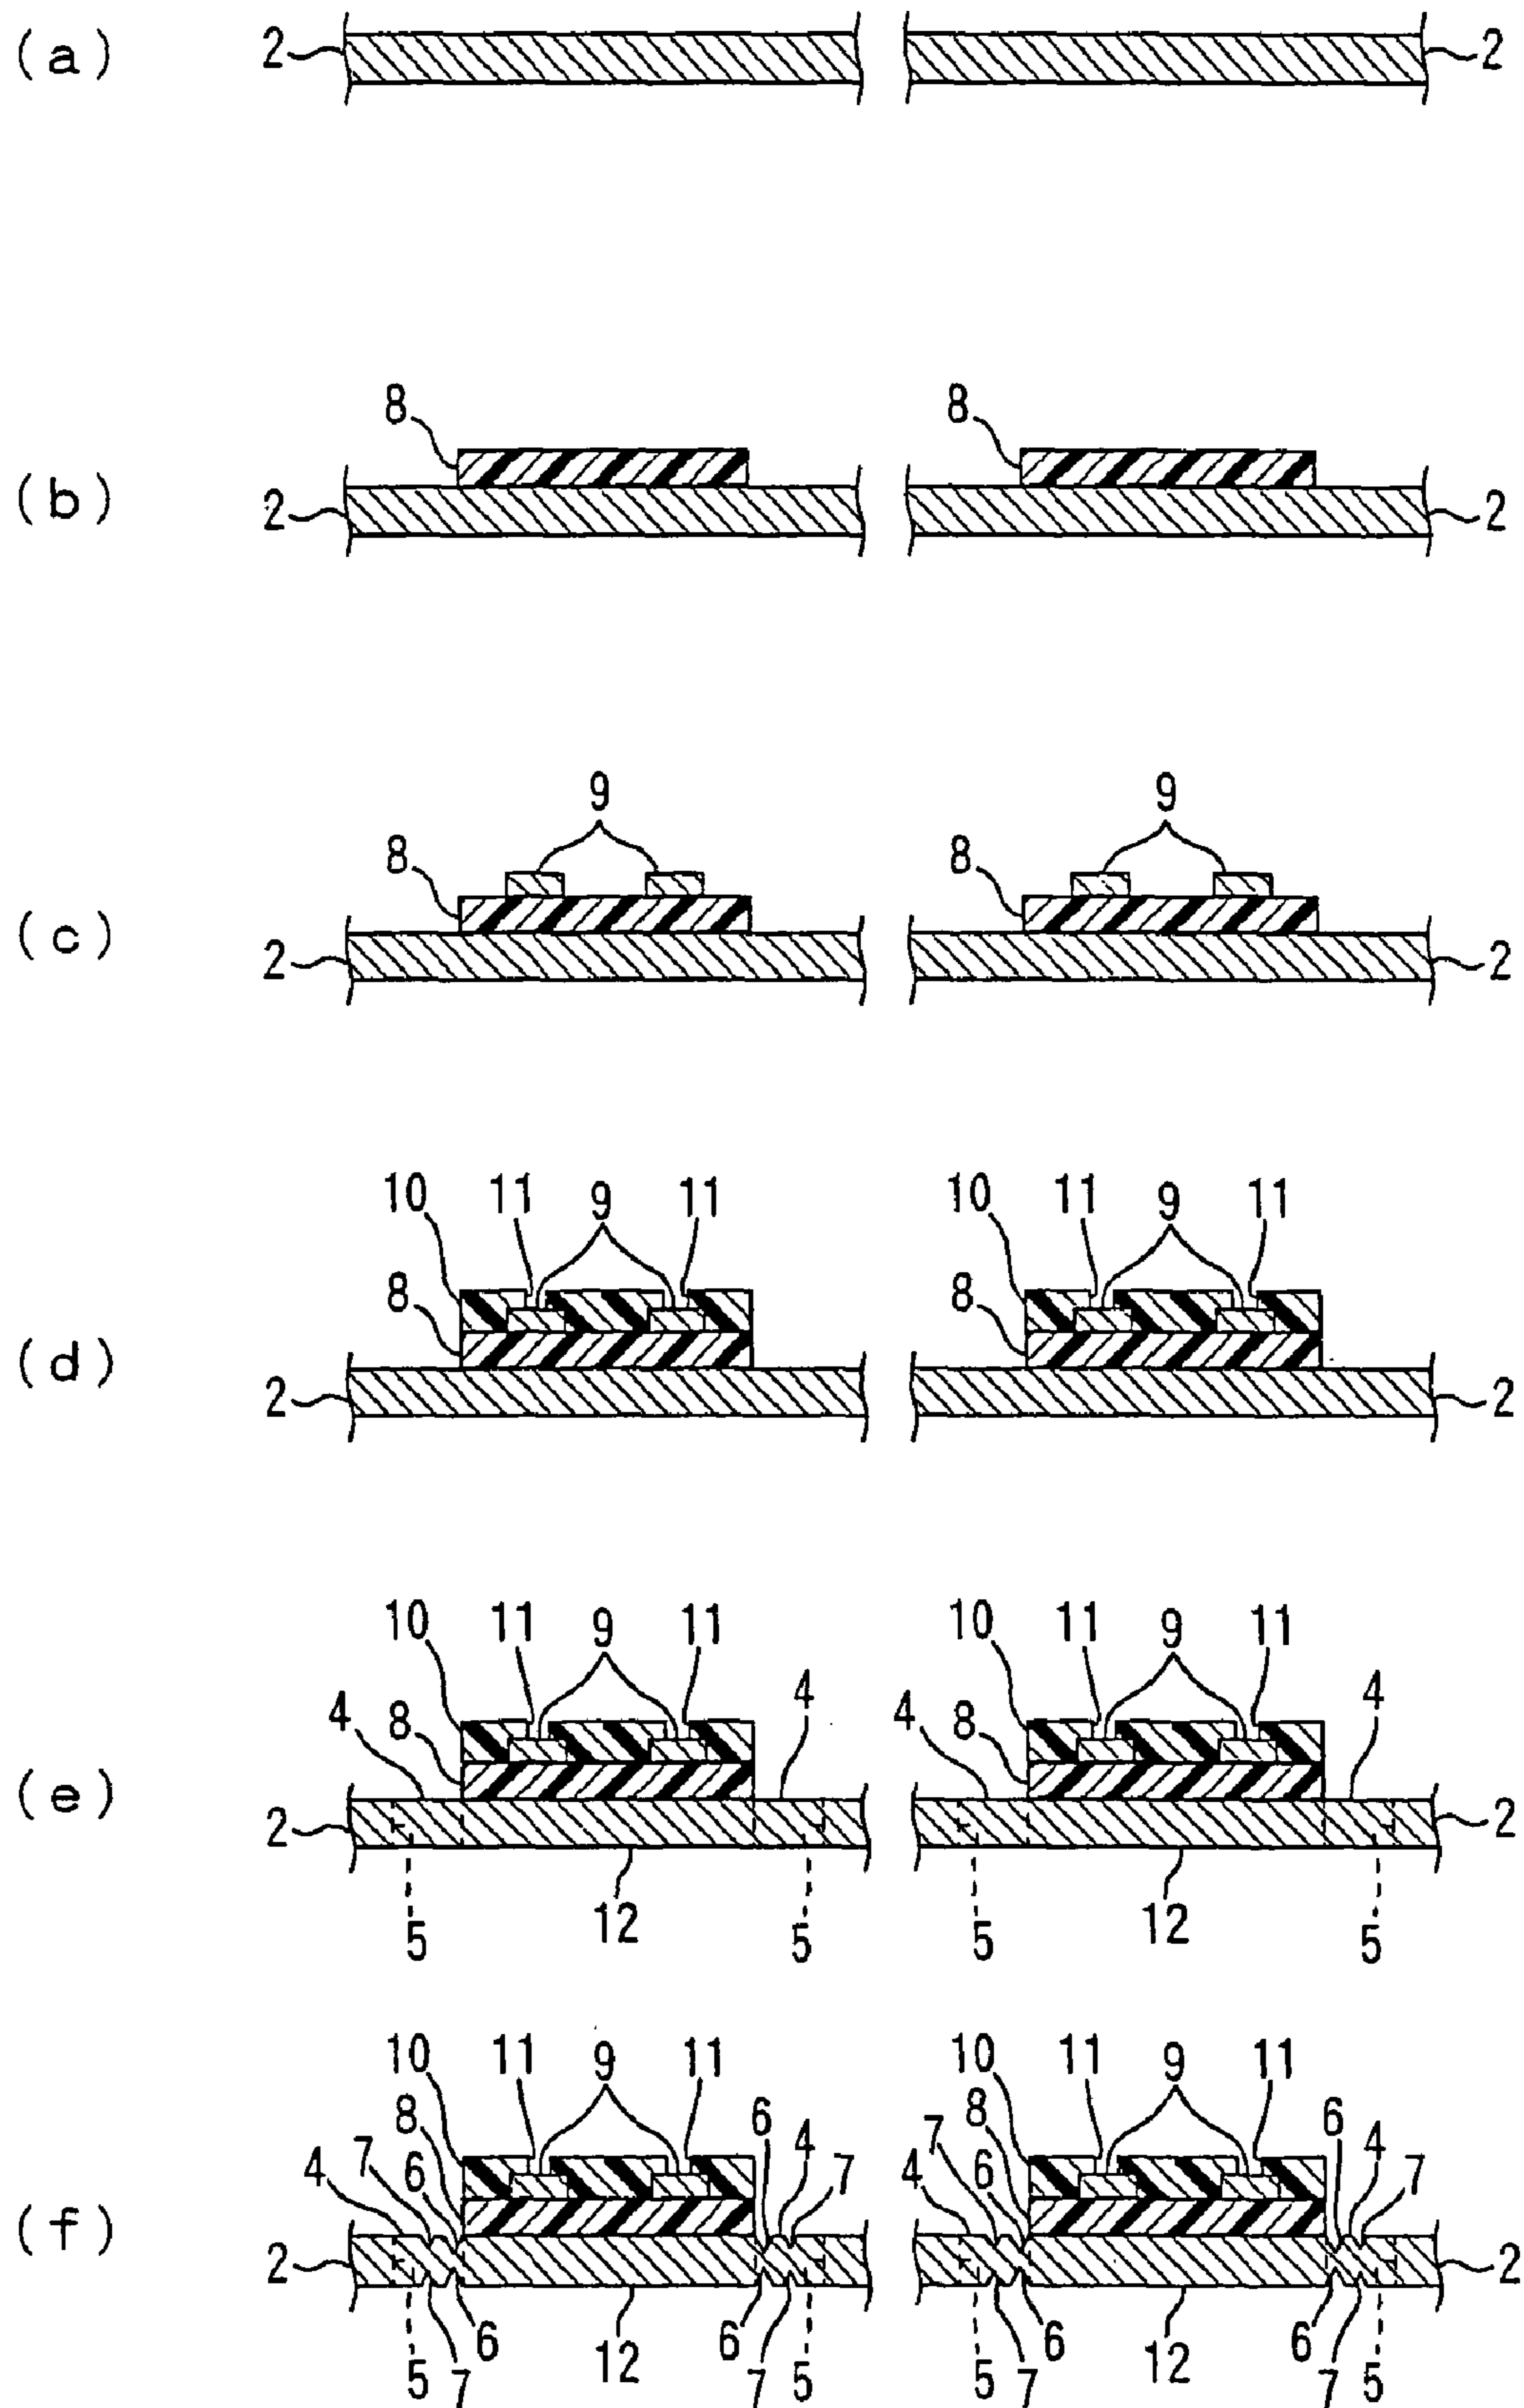 (a) 2 2
8 8
(b) 2 2
9 9
8 8
(c) 2 2
10 11 9 11 10 11 9 11
8 8
(d) 2 2
10 11 9 11 10 11 9 11
4 8 4 4 8 4
(e) 2 2
5 12 5 5 12 5
10 11 9 11 10 11 9 11
8 6 8 6
4 7 6 4 7 4 7 6 4 7
(f) 2 2
5 7 6 12 6 7 5 5 7 6 12 6 7 5